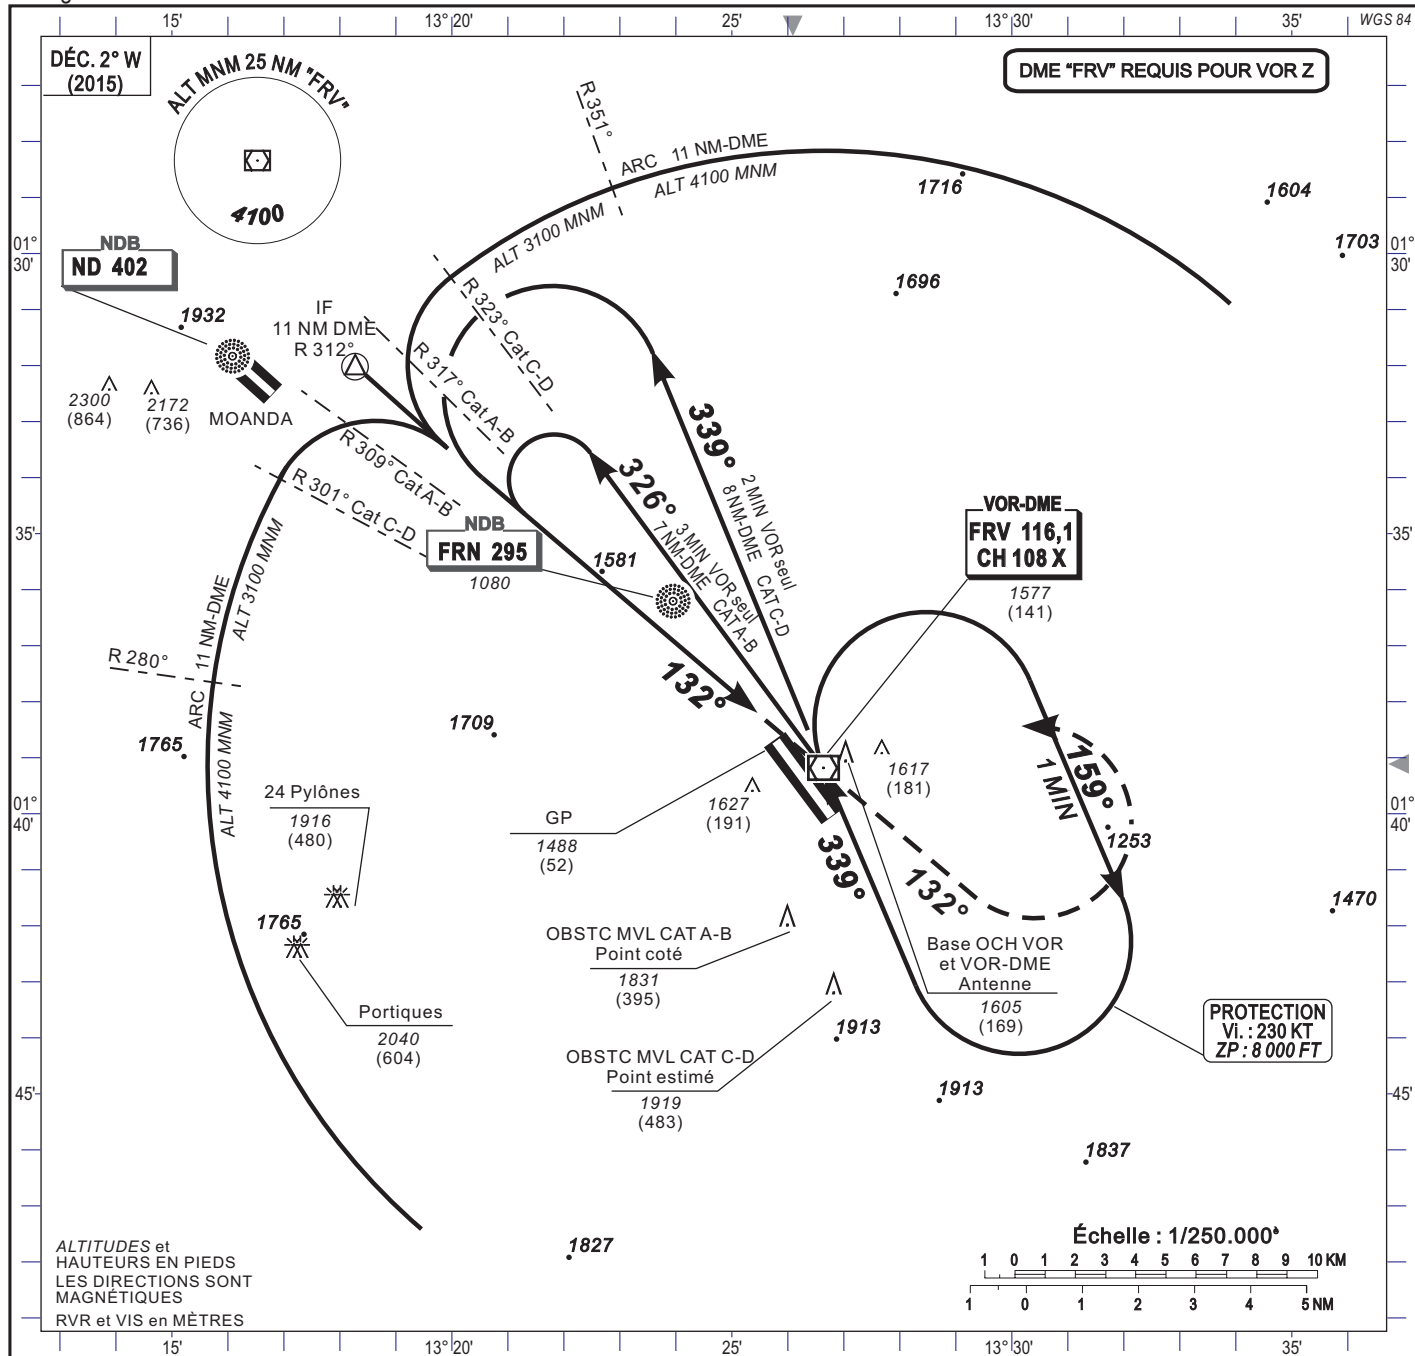 15'
13° 20'
25'
13° 30'
35'
WGS 84
DÉC. 2° W
(2015)
ALT MNM 25 NM "FRV"
4100
DME "FRV" REQUIS POUR VOR Z
R 351°
ARC 11 NM-DME
ALT 4100 MNM
ALT 3100 MNM
1716
1604
1703
1696
01°
30'
01°
30'
NDB
ND 402
1932
IF
11 NM DME
R 312°
R 323° Cat C-D
R 317° Cat A-B
2300
(864)
2172
(736)
MOANDA
R 309° Cat A-B
R 301° Cat C-D
339°
2 MIN VOR seul
8 NM-DME CAT C-D
326°
3 MIN VOR seul
7 NM-DME CAT A-B
35'
35'
NDB
FRN 295
1080
1581
VOR-DME
FRV 116,1
CH 108 X
1577
(141)
ARC 11 NM-DME
ALT 3100 MNM
R 280°
ALT 4100 MNM
132°
1765
1709
1617
(181)
159°
1 MIN
1627
(191)
1253
24 Pylônes
1916
(480)
GP
1488
(52)
01°
40'
01°
40'
339°
132°
1470
1765
OBSTC MVL CAT A-B
Point coté
1831
(395)
Base OCH VOR
et VOR-DME
Antenne
1605
(169)
Portiques
2040
(604)
1913
PROTECTION
Vi. : 230 KT
ZP : 8 000 FT
OBSTC MVL CAT C-D
Point estimé
1919
(483)
45'
45'
1913
1837
1827
ALTITUDES et
HAUTEURS EN PIEDS
LES DIRECTIONS SONT
MAGNÉTIQUES
RVR et VIS en MÈTRES
Échelle : 1/250.000è
1 0 1 2 3 4 5 6 7 8 9 10 KM
1 0 1 2 3 4 5 NM
15'
13° 20'
25'
13° 30'
35'